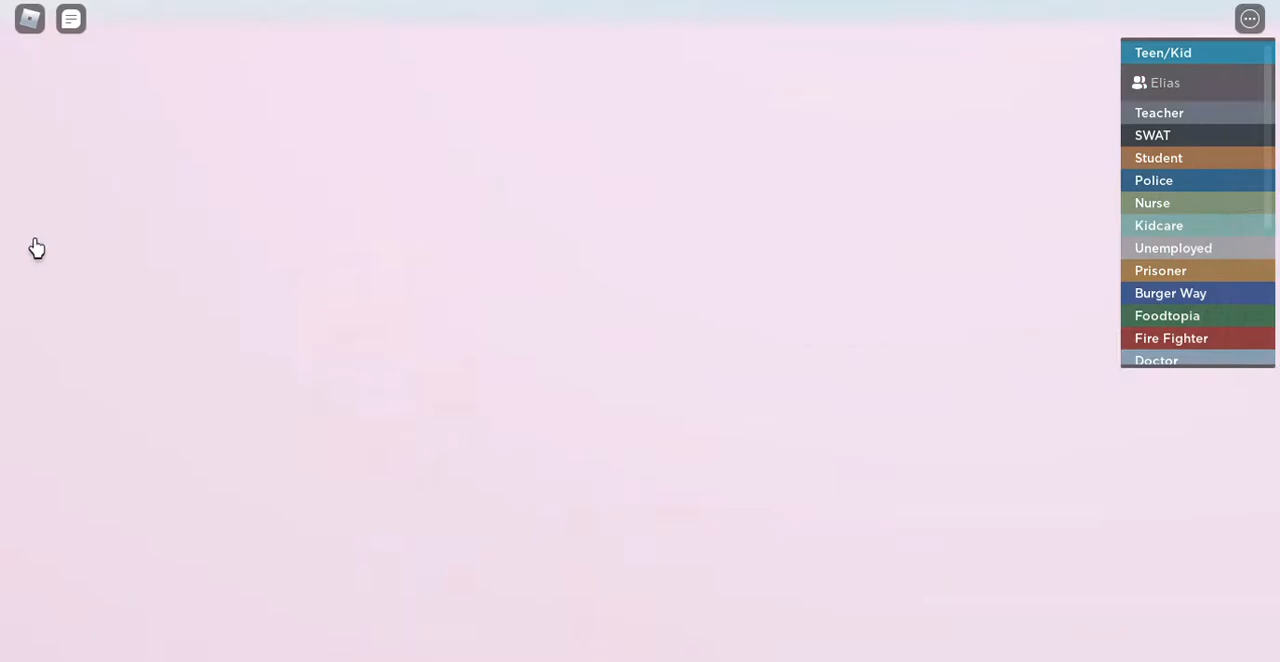 Teen/Kid
Elias
Teacher
SWAT
Student
Police
Nurse
Kidcare
Unemployed
Prisoner
Burger Way
Foodtopia
Fire Fighter
Doctor